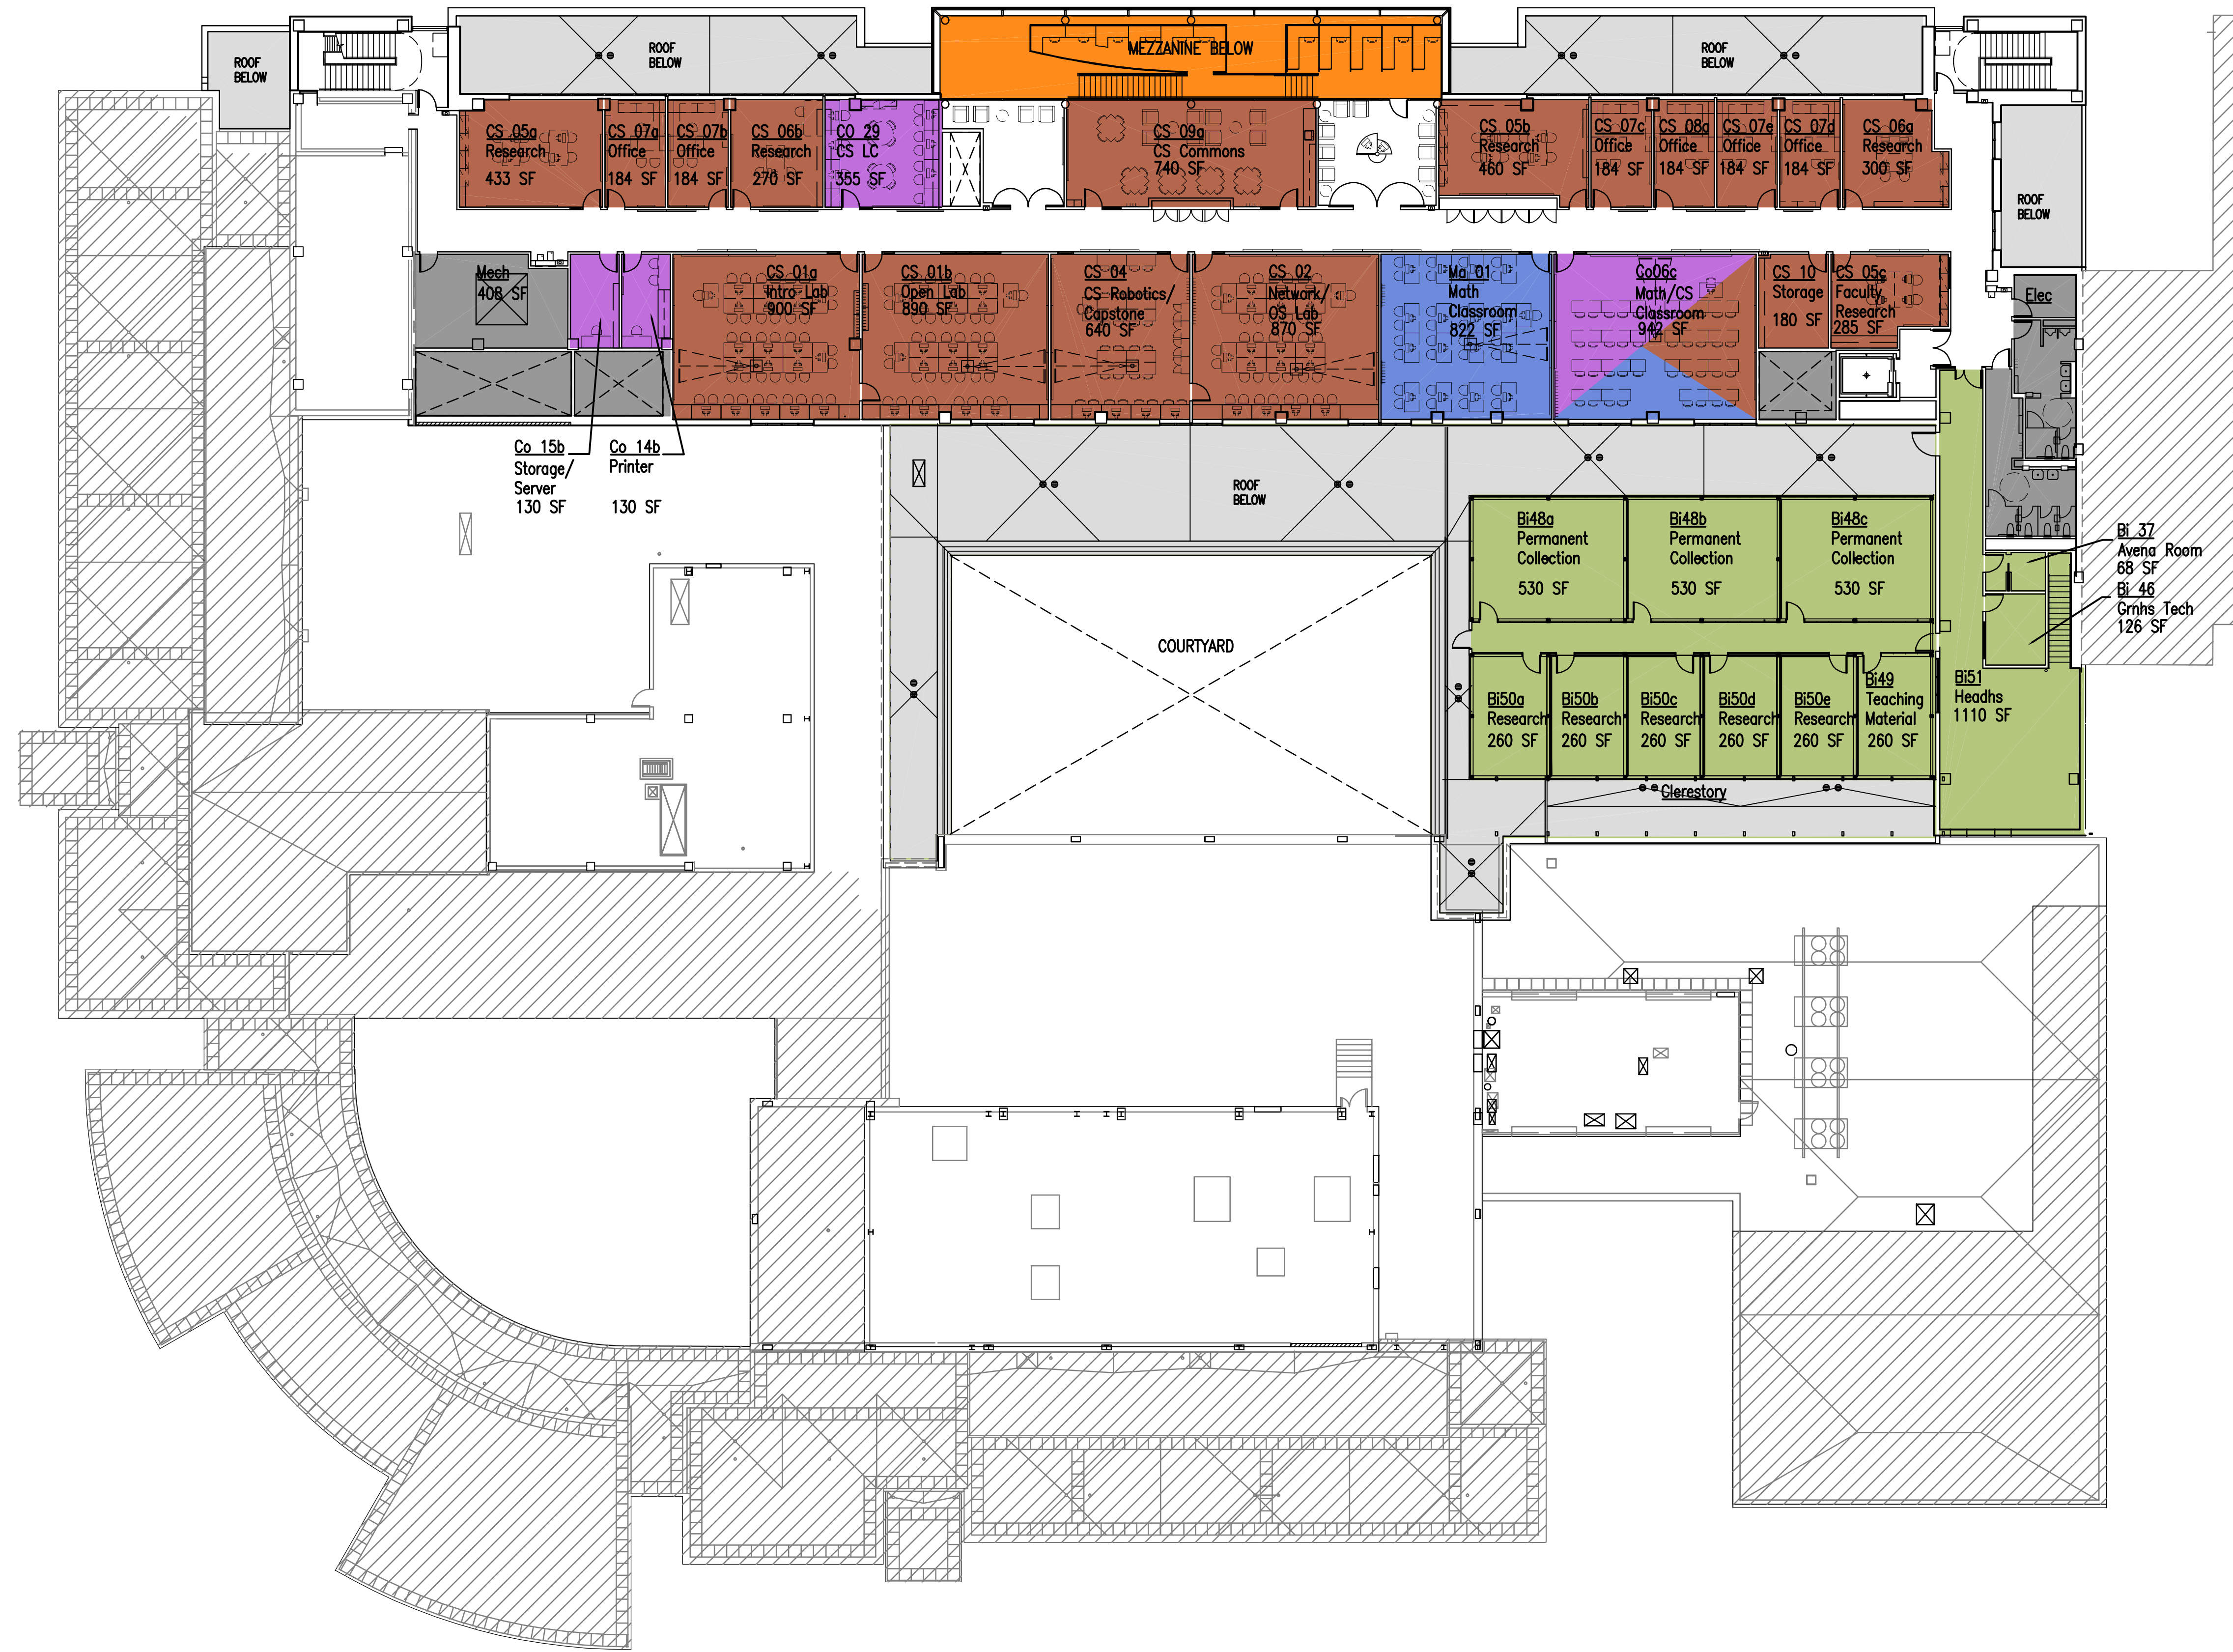 ROOF
BELOW
ROOF
BELOW
MEZZANINE BELOW
ROOF
BELOW
CS 05a
Research
433 SF
CS 07a
Office
184 SF
CS 07b
Office
184 SF
CS 06b
Research
270 SF
CO 29
CS LC
355 SF
CS 09a
CS Commons
740 SF
CS 05b
Research
460 SF
CS 07c
Office
184 SF
CS 08a
Office
184 SF
CS 07e
Office
184 SF
CS 07d
Office
184 SF
CS 06a
Research
300 SF
ROOF
BELOW
Mech
408 SF
CS 01a
Intro Lab
900 SF
CS 01b
Open Lab
890 SF
CS 04
CS Robotics/
Capstone
640 SF
CS 02
Network/
OS Lab
870 SF
Ma 01
Math
Classroom
822 SF
Co06c
Math/CS
Classroom
942 SF
CS 10
Storage
180 SF
CS 05c
Faculty
Research
285 SF
Elec
Co 15b
Storage/
Server
130 SF
Co 14b
Printer
130 SF
ROOF
BELOW
Bi48a
Permanent
Collection
530 SF
Bi48b
Permanent
Collection
530 SF
Bi48c
Permanent
Collection
530 SF
Bi 37
Avena Room
68 SF
Bi 46
Grnhs Tech
126 SF
COURTYARD
Bi50a
Research
260 SF
Bi50b
Research
260 SF
Bi50c
Research
260 SF
Bi50d
Research
260 SF
Bi50e
Research
260 SF
Bi49
Teaching
Material
260 SF
Bi51
Headhs
1110 SF
Clerestory